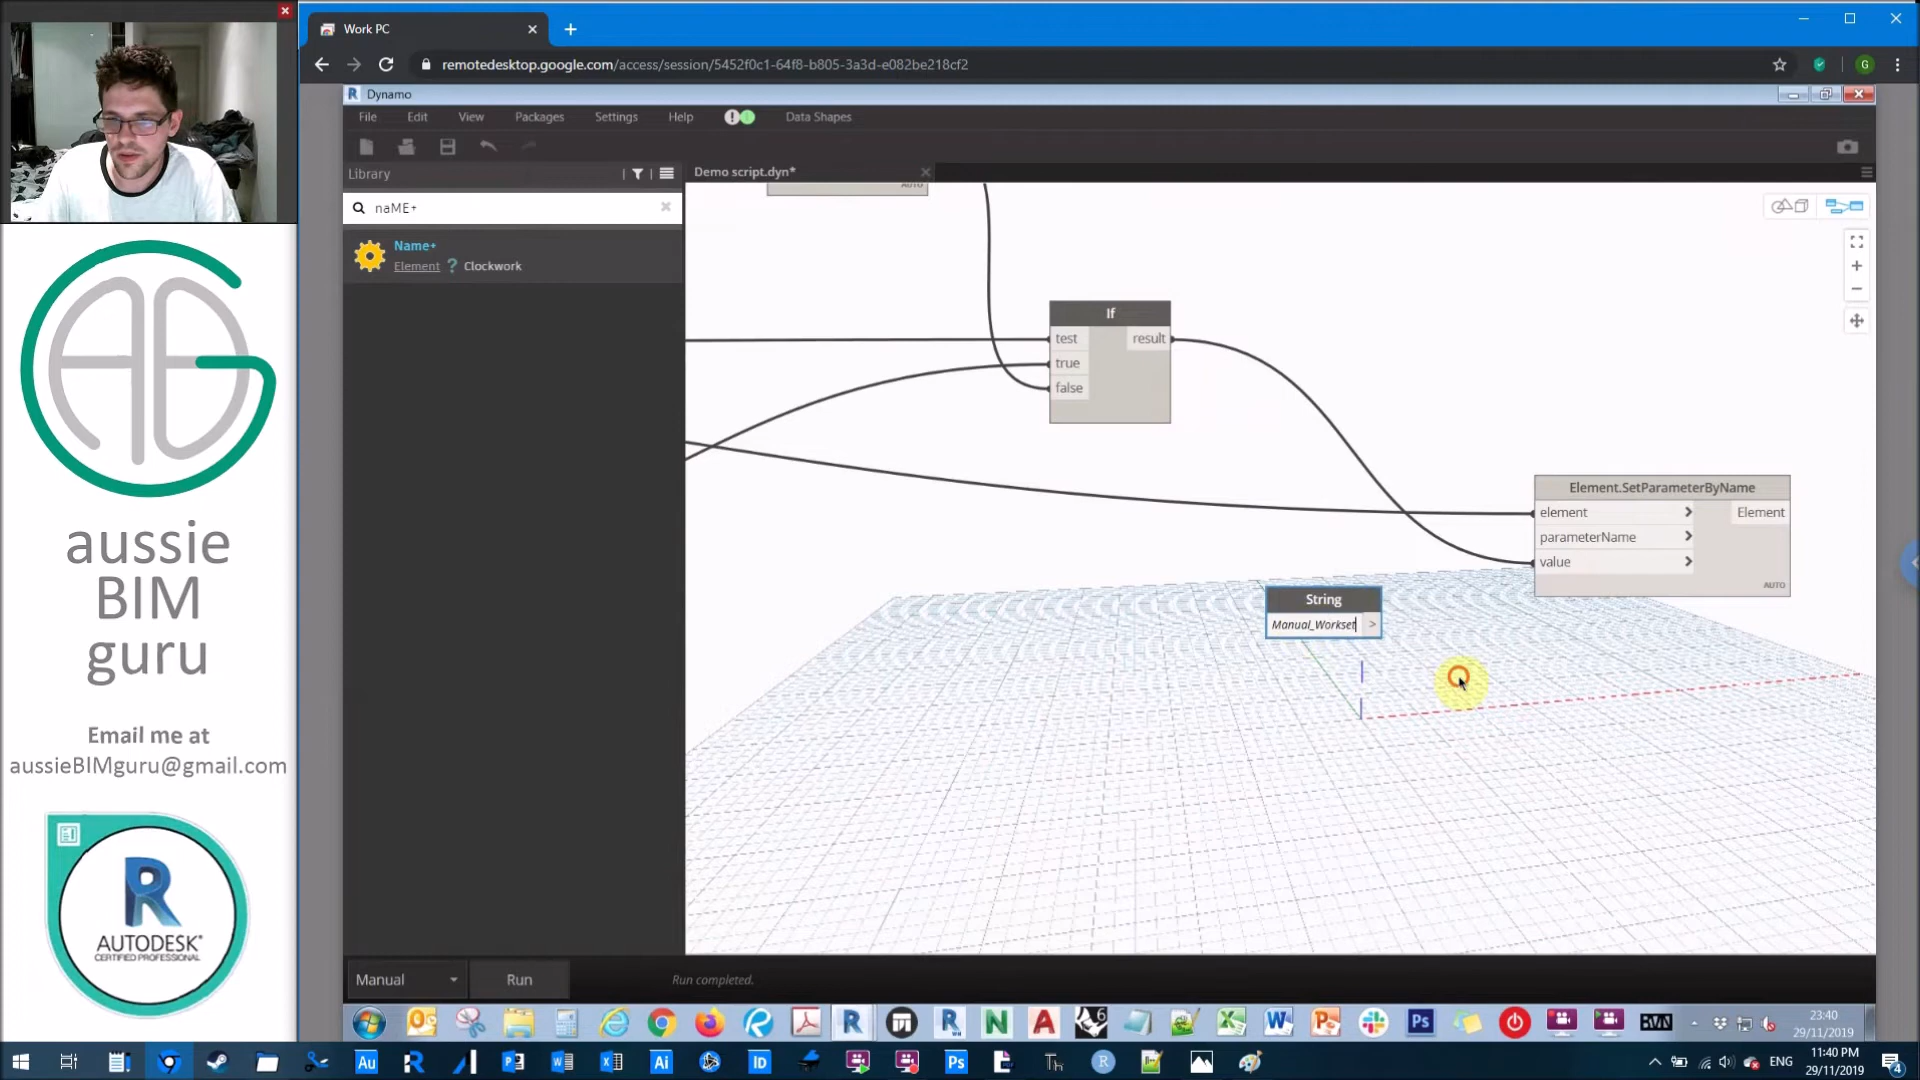 Work PC
remotedesktop.google.com/access/session/5452f0c1-64f8-b805-3a3d-e082be218cf2
G
R Dynamo
File Edit View Packages Settings Help Data Shapes
Library
Demo script.dyn*
naME+
Name+
Element ? Clockwork
AUTO
If
test result
true
false
Element.SetParameterByName
element > Element
parameterName >
value >
AUTO
String
Manual_Workset >
aussie
BIM
guru
Email me at
aussieBIMguru@gmail.com
R
AUTODESK®
CERTIFIED PROFESSIONAL
Manual Run Run completed.
23:40
29/11/2019
ENG
11:40 PM
29/11/2019
4